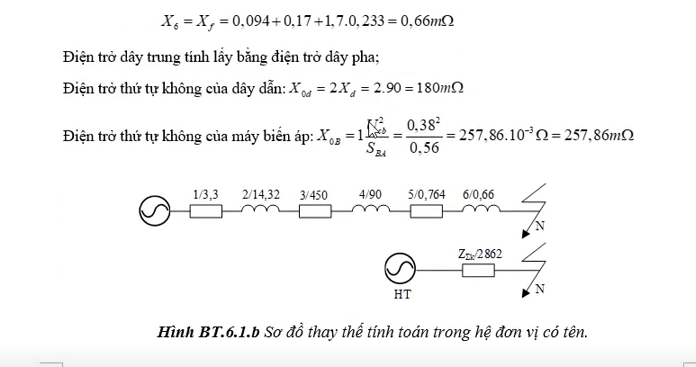 X₆ = X_f = 0,094+0,17+1,7.0,233 = 0,66mΩ
Điện trở dây trung tính lấy bằng điện trở dây pha;
Điện trở thứ tự không của dây dẫn: X₀d = 2X_d = 2.90 = 180mΩ
Điện trở thứ tự không của máy biến áp: X₀B = = 0,38² / 0,56 = 257,86.10⁻³ Ω = 257,86mΩ
1/3,3 2/14,32 3/450 4/90 5/0,764 6/0,66
N
/2862
N
HT
Hình BT.6.1.b Sơ đồ thay thế tính toán trong hệ đơn vị có tên.